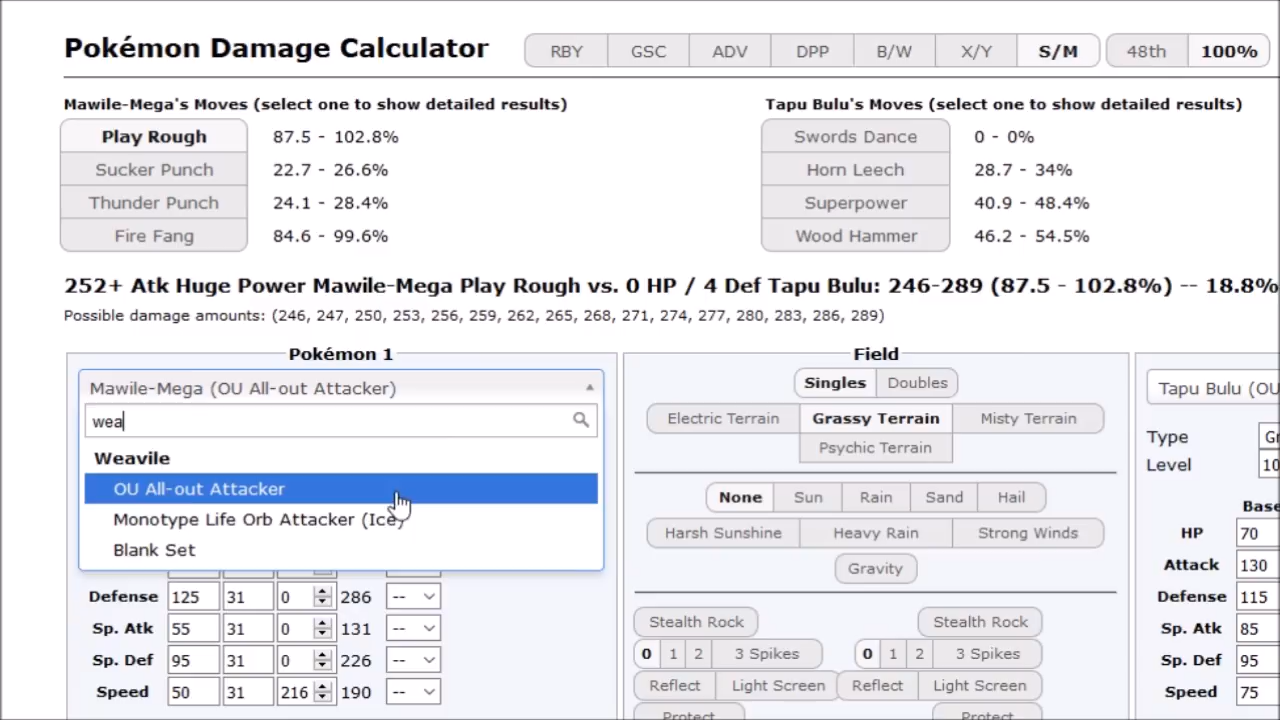 Pokémon Damage Calculator RBY GSC ADV DPP B/W X/Y S/M 48th 100%
Mawile-Mega's Moves (select one to show detailed results) Tapu Bulu's Moves (select one to show detailed results)
Play Rough 87.5 - 102.8% Swords Dance 0 - 0%
Sucker Punch 22.7 - 26.6% Horn Leech 28.7 - 34%
Thunder Punch 24.1 - 28.4% Superpower 40.9 - 48.4%
Fire Fang 84.6 - 99.6% Wood Hammer 46.2 - 54.5%
252+ Atk Huge Power Mawile-Mega Play Rough vs. 0 HP / 4 Def Tapu Bulu: 246-289 (87.5 - 102.8%) -- 18.8%
Possible damage amounts: (246, 247, 250, 253, 256, 259, 262, 265, 268, 271, 274, 277, 280, 283, 286, 289)
Pokémon 1
Mawile-Mega (OU All-out Attacker)
wea
Weavile
OU All-out Attacker
Monotype Life Orb Attacker (Ice)
Blank Set
Defense 125 31 0 286 --
Sp. Atk 55 31 0 131 --
Sp. Def 95 31 0 226 --
Speed 50 31 216 190 --
Field
Singles Doubles
Electric Terrain Grassy Terrain Misty Terrain
Psychic Terrain
None Sun Rain Sand Hail
Harsh Sunshine Heavy Rain Strong Winds
Gravity
Stealth Rock Stealth Rock
0 1 2 3 Spikes 0 1 2 3 Spikes
Reflect Light Screen Reflect Light Screen
Protect Protect
Tapu Bulu (OU
Type Gr
Level 10
Base
HP 70
Attack 130
Defense 115
Sp. Atk 85
Sp. Def 95
Speed 75